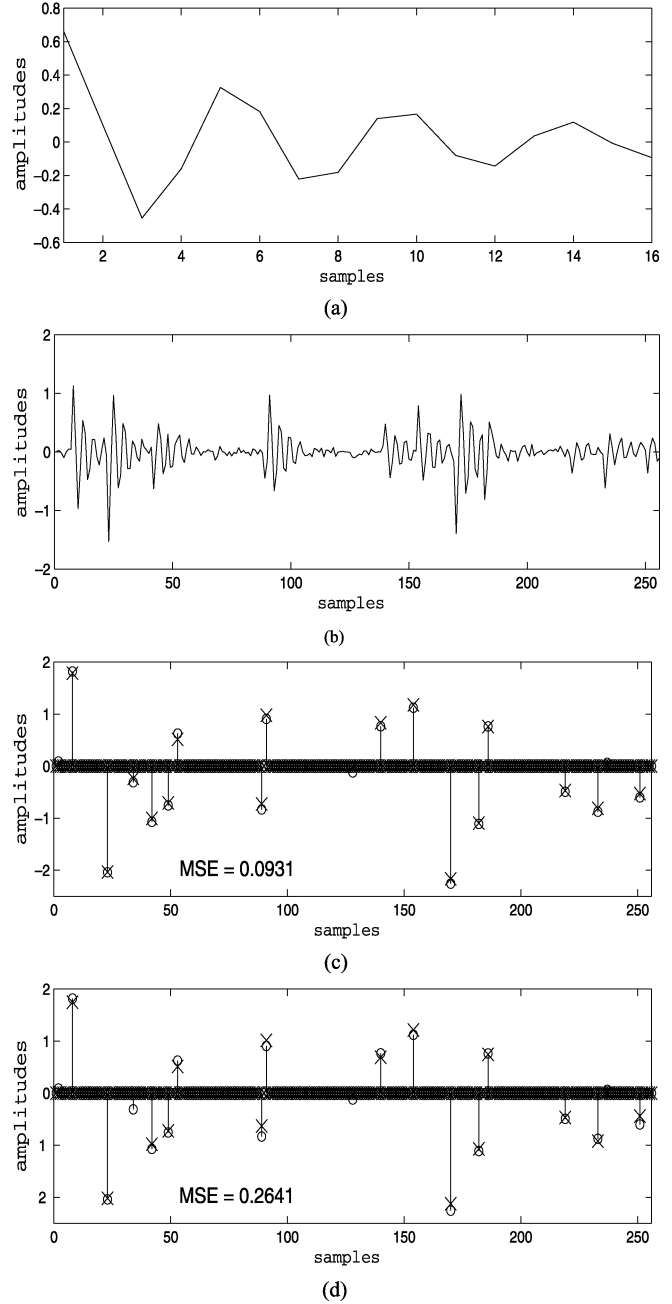 0.8
0.6
0.4
0.2
0
−0.2
−0.4
−0.6
amplitudes
2 4 6 8 10 12 14 16
samples
(a)
2
1
0
−1
−2
amplitudes
0 50 100 150 200 250
samples
(b)
2
1
0
−1
−2
amplitudes
MSE = 0.0931
0 50 100 150 200 250
samples
(c)
2
1
0
1
2
amplitudes
MSE = 0.2641
0 50 100 150 200 250
samples
(d)